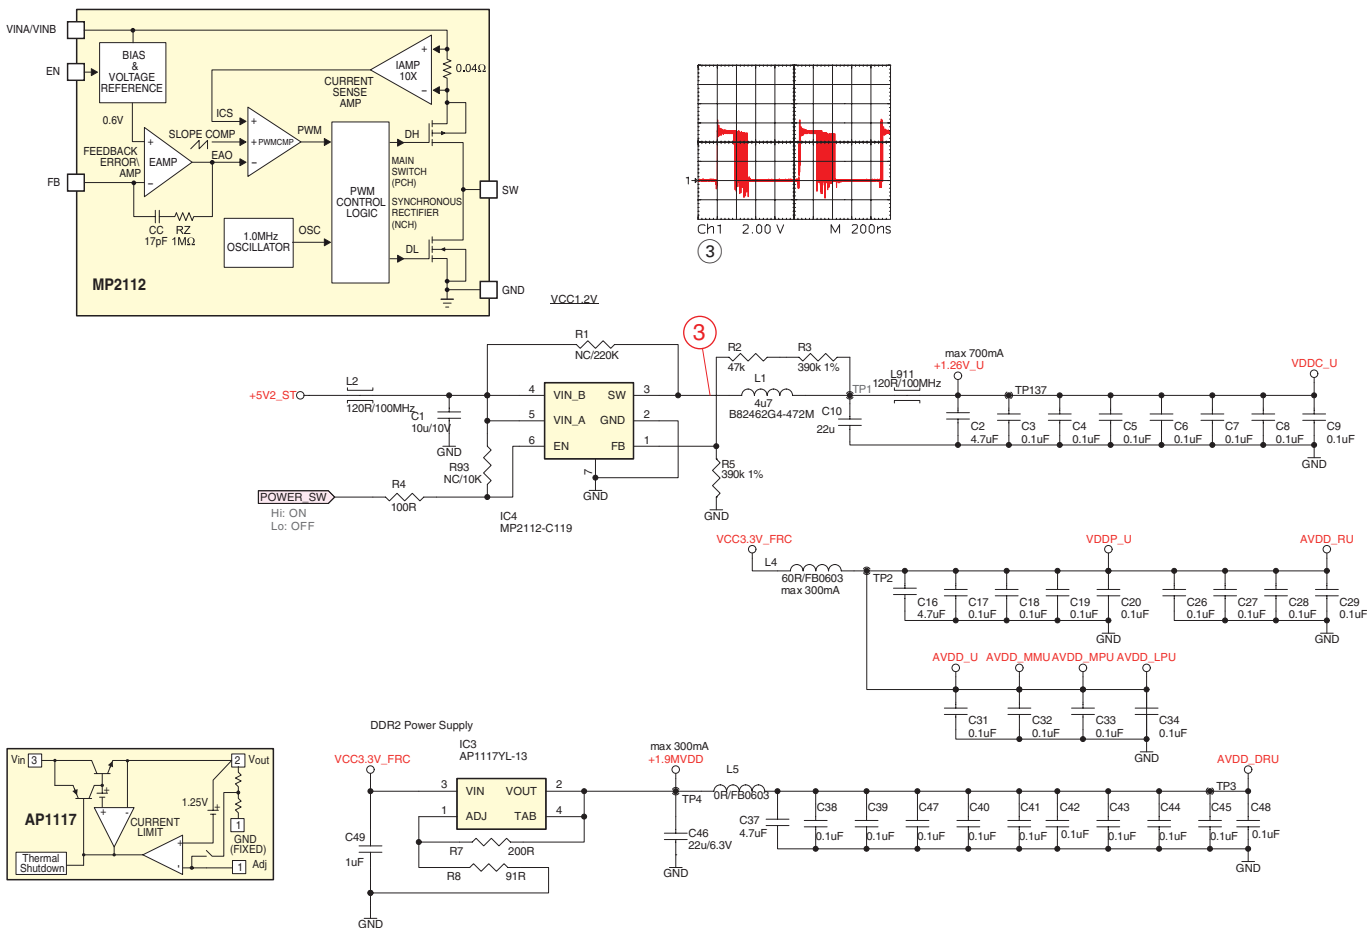 VINA/VINB
EN
FB
BIAS
&
VOLTAGE
REFERENCE
0.6V
FEEDBACK
ERROR\
AMP
+
EAMP
−
CC
17pF
RZ
1MΩ
SLOPE COMP
EAO
ICS
+
+ PWMCMP
−
PWM
CURRENT
SENSE
AMP
IAMP
10X
+
−
0.04Ω
1.0MHz
OSCILLATOR
OSC
PWM
CONTROL
LOGIC
DH
MAIN
SWITCH
(PCH)
SYNCHRONOUS
RECTIFIER
(NCH)
DL
SW
GND
MP2112
1
Ch1 2.00 V M 200ns
3
VCC1.2V
+5V2_ST
L2
120R/100MHz
C1
10u/10V
GND
R1
NC/220K
R93
NC/10K
POWER_SW
Hi: ON
Lo: OFF
R4
100R
4 VIN_B SW 3
5 VIN_A GND 2
6 EN FB 1
7
GND
IC4
MP2112-C119
3
R2
47k
R3
390k 1%
L1
4u7
B82462G4-472M
R5
390k 1%
GND
TP1
C10
22u
L911
120R/100MHz
max 700mA
+1.26V_U
TP137
VDDC_U
C2
4.7uF
C3
0.1uF
C4
0.1uF
C5
0.1uF
C6
0.1uF
C7
0.1uF
C8
0.1uF
C9
0.1uF
GND
VCC3.3V_FRC
L4
60R/FB0603
max 300mA
TP2
VDDP_U
AVDD_RU
C16
4.7uF
C17
0.1uF
C18
0.1uF
C19
0.1uF
C20
0.1uF
GND
C26
0.1uF
C27
0.1uF
C28
0.1uF
C29
0.1uF
GND
AVDD_U
AVDD_MMU
AVDD_MPU
AVDD_LPU
C31
0.1uF
C32
0.1uF
C33
0.1uF
C34
0.1uF
GND
Vin 3
2 Vout
1.25V
CURRENT
LIMIT
AP1117
1
GND
(FIXED)
1 Adj
Thermal
Shutdown
DDR2 Power Supply
IC3
AP1117YL-13
VCC3.3V_FRC
3 VIN VOUT 2
1 ADJ TAB 4
C49
1uF
GND
R7
200R
R8
91R
max 300mA
+1.9MVDD
TP4
C46
22u/6.3V
GND
L5
0R/FB0603
C37
4.7uF
C38
0.1uF
C39
0.1uF
C47
0.1uF
C40
0.1uF
C41
0.1uF
C42
0.1uF
C43
0.1uF
C44
0.1uF
TP3
C45
0.1uF
AVDD_DRU
C48
0.1uF
GND